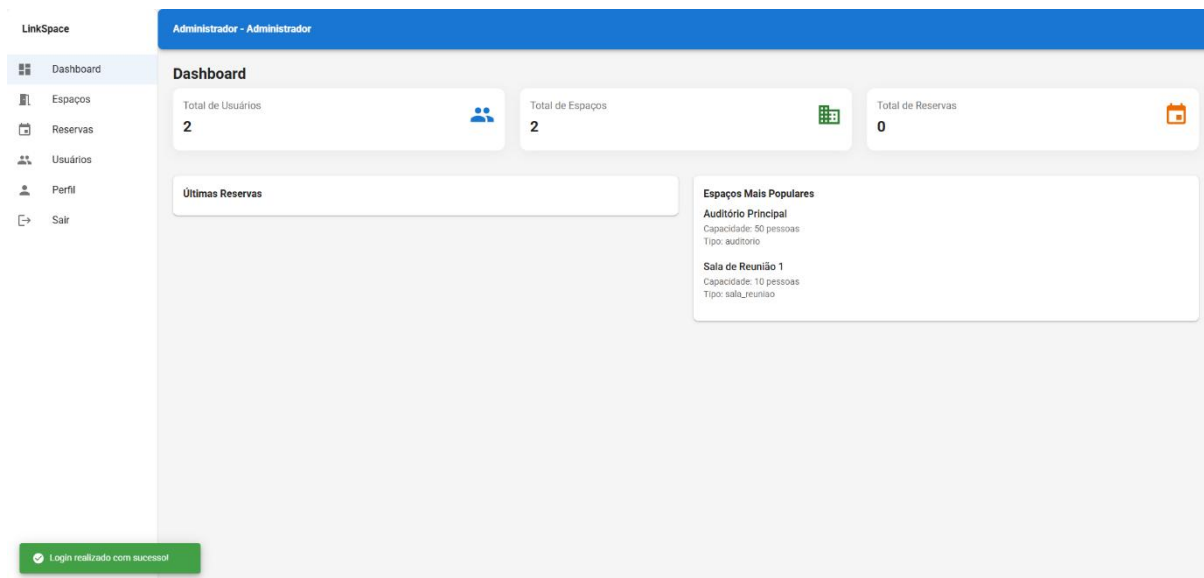 LinkSpace
Administrador - Administrador
Dashboard
Espaços
Reservas
Usuários
Perfil
Sair
Dashboard
Total de Usuários
2
Total de Espaços
2
Total de Reservas
0
Últimas Reservas
Espaços Mais Populares
Auditório Principal
Capacidade: 50 pessoas
Tipo: auditorio
Sala de Reunião 1
Capacidade: 10 pessoas
Tipo: sala_reuniao
Login realizado com sucesso!